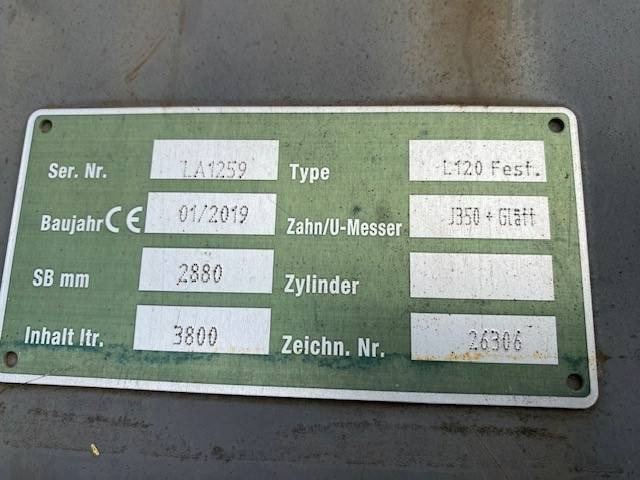 Ser. Nr. LA1259 Type L120 Fest.
Baujahr CE 01/2019 Zahn/U-Messer J350 + Glatt
SB mm 2880 Zylinder
Inhalt ltr. 3800 Zeichn. Nr. 26306